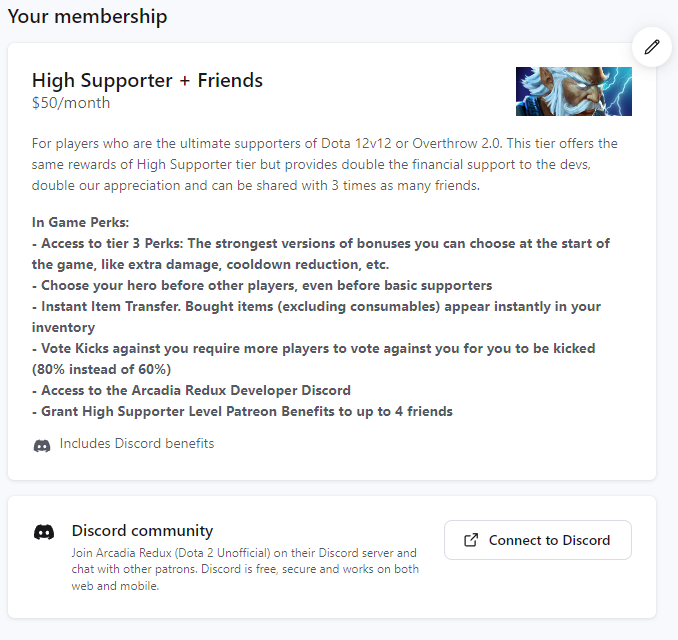 Your membership
High Supporter + Friends
$50/month
For players who are the ultimate supporters of Dota 12v12 or Overthrow 2.0. This tier offers the
same rewards of High Supporter tier but provides double the financial support to the devs,
double our appreciation and can be shared with 3 times as many friends.
In Game Perks:
- Access to tier 3 Perks: The strongest versions of bonuses you can choose at the start of
the game, like extra damage, cooldown reduction, etc.
- Choose your hero before other players, even before basic supporters
- Instant Item Transfer. Bought items (excluding consumables) appear instantly in your
inventory
- Vote Kicks against you require more players to vote against you for you to be kicked
(80% instead of 60%)
- Access to the Arcadia Redux Developer Discord
- Grant High Supporter Level Patreon Benefits to up to 4 friends
Includes Discord benefits
Discord community
Join Arcadia Redux (Dota 2 Unofficial) on their Discord server and
chat with other patrons. Discord is free, secure and works on both
web and mobile.
Connect to Discord